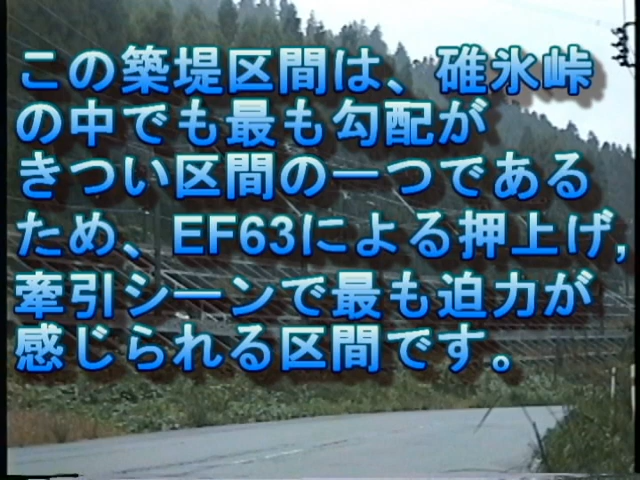 この築堤区間は、碓氷峠
の中でも最も勾配が
きつい区間の一つである
ため、EF63による押上げ,
牽引シーンで最も迫力が
感じられる区間です。